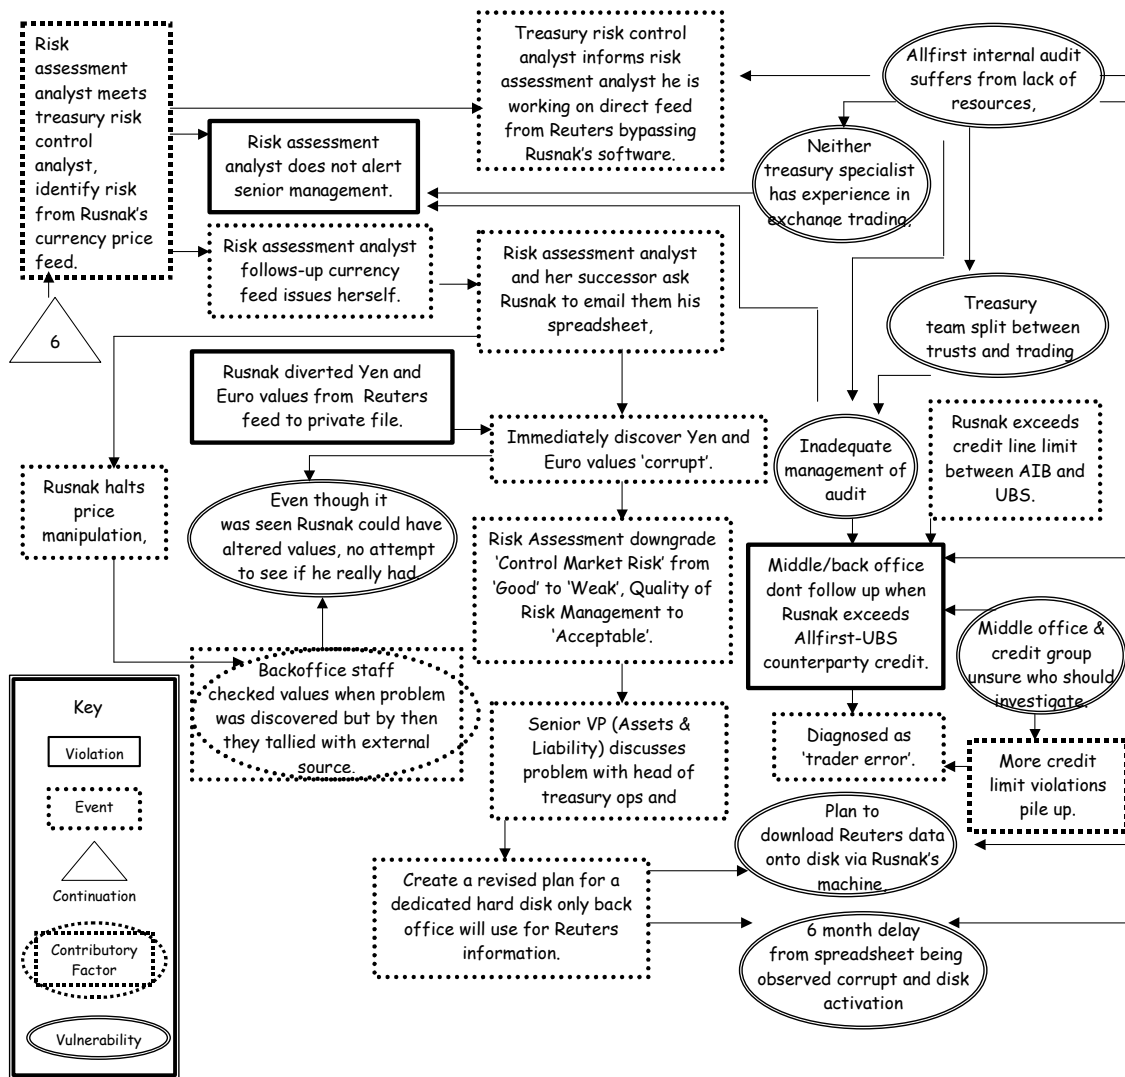 Risk
assessment
analyst meets
treasury risk
control
analyst,
identify risk
from Rusnak's
currency price
feed.
6
Treasury risk control
analyst informs risk
assessment analyst he is
working on direct feed
from Reuters bypassing
Rusnak's software.
Allfirst internal audit
suffers from lack of
resources,
Risk assessment
analyst does not alert
senior management.
Neither
treasury specialist
has experience in
exchange trading,
Risk assessment analyst
follows-up currency
feed issues herself.
Risk assessment analyst
and her successor ask
Rusnak to email them his
spreadsheet,
Treasury
team split between
trusts and trading
Rusnak diverted Yen and
Euro values from Reuters
feed to private file.
Immediately discover Yen and
Euro values 'corrupt'.
Inadequate
management of
audit
Rusnak exceeds
credit line limit
between AIB and
UBS.
Rusnak halts
price
manipulation,
Even though it
was seen Rusnak could have
altered values, no attempt
to see if he really had
Risk Assessment downgrade
'Control Market Risk' from
'Good' to 'Weak', Quality of
Risk Management to
'Acceptable'.
Middle/back office
dont follow up when
Rusnak exceeds
Allfirst-UBS
counterparty credit.
Middle office &
credit group
unsure who should
investigate.
Backoffice staff
checked values when problem
was discovered but by then
they tallied with external
source.
Senior VP (Assets &
Liability) discusses
problem with head of
treasury ops and
Diagnosed as
'trader error'.
More credit
limit violations
pile up.
Plan to
download Reuters data
onto disk via Rusnak's
machine,
Create a revised plan for a
dedicated hard disk only back
office will use for Reuters
information.
6 month delay
from spreadsheet being
observed corrupt and disk
activation
Key
Violation
Event
Continuation
Contributory
Factor
Vulnerability